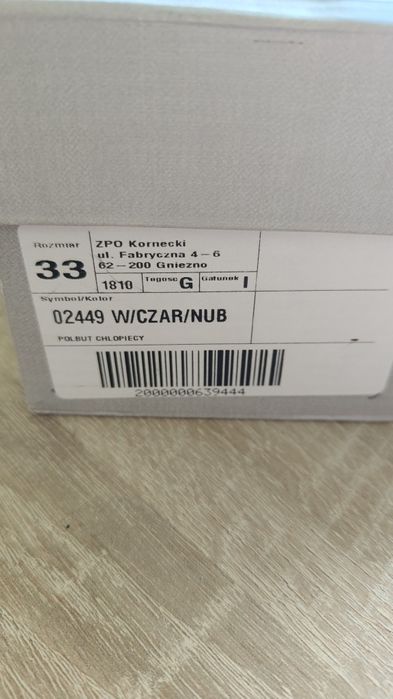 Rozmiar
33
ZPO Kornecki
ul. Fabryczna 4-6
62-200 Gniezno
1810
Tęgość G
Gatunek I
Symbol/Kolor
02449 W/CZAR/NUB
POLBUT CHLOPIECY
2000000639444